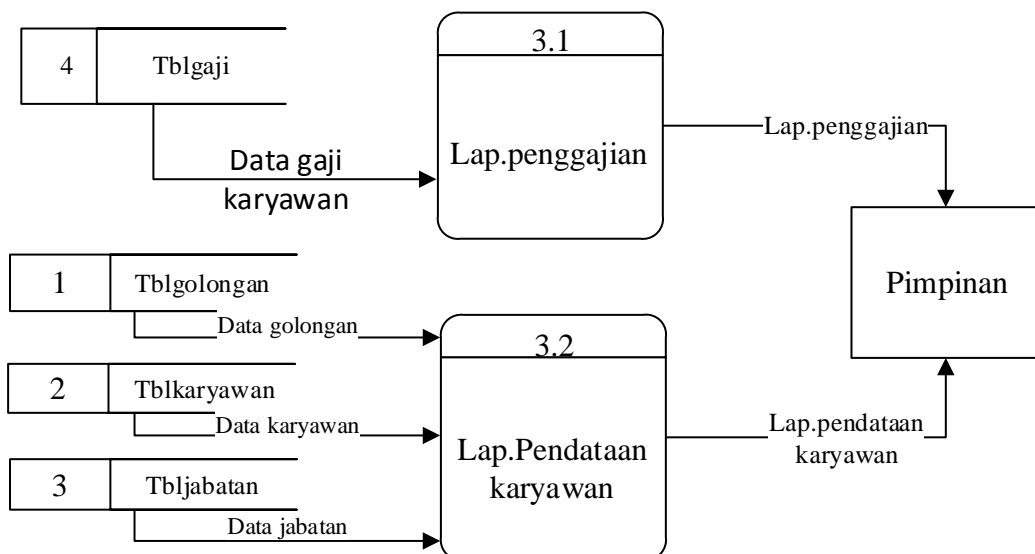 4
Tblgaji
Data gaji
karyawan
3.1
Lap.penggajian
Lap.penggajian
Pimpinan
1
Tblgolongan
Data golongan
2
Tblkaryawan
Data karyawan
3
Tbljabatan
Data jabatan
3.2
Lap.Pendataan
karyawan
Lap.pendataan
karyawan